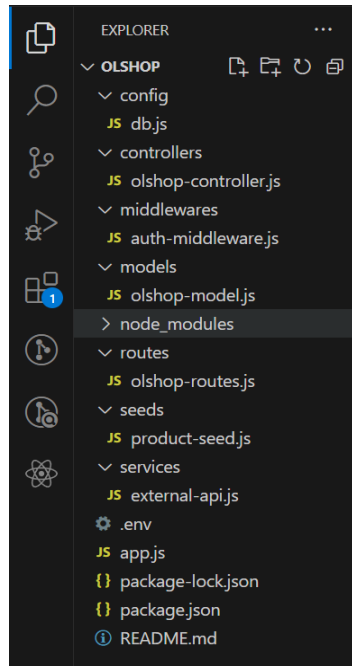 EXPLORER ...
OLSHOP
config
JS db.js
controllers
JS olshop-controller.js
middlewares
JS auth-middleware.js
models
JS olshop-model.js
node_modules
routes
JS olshop-routes.js
seeds
JS product-seed.js
services
JS external-api.js
.env
JS app.js
{} package-lock.json
{} package.json
README.md
1